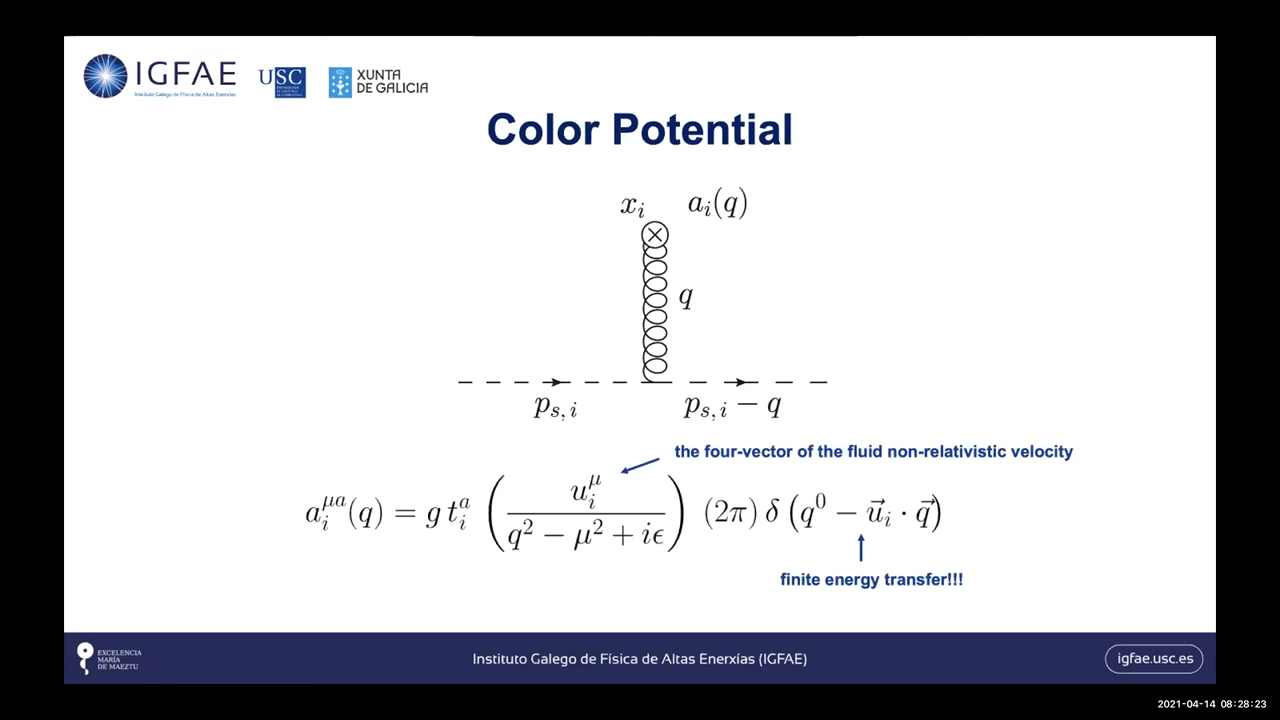 IGFAE
Instituto Galego de Física de Altas Enerxías
USC
XUNTA
DE GALICIA
Color Potential
x_i a_i(q)
q
p_{s,i} p_{s,i} − q
the four-vector of the fluid non-relativistic velocity
a_i^{μa}(q) = g t_i^a ( u_i^μ / (q² − μ² + iϵ) ) (2π) δ (q⁰ − u⃗_i · q⃗)
finite energy transfer!!!
EXCELENCIA
MARÍA
DE MAEZTU
Instituto Galego de Física de Altas Enerxías (IGFAE)
igfae.usc.es
2021-04-14 08:28:23